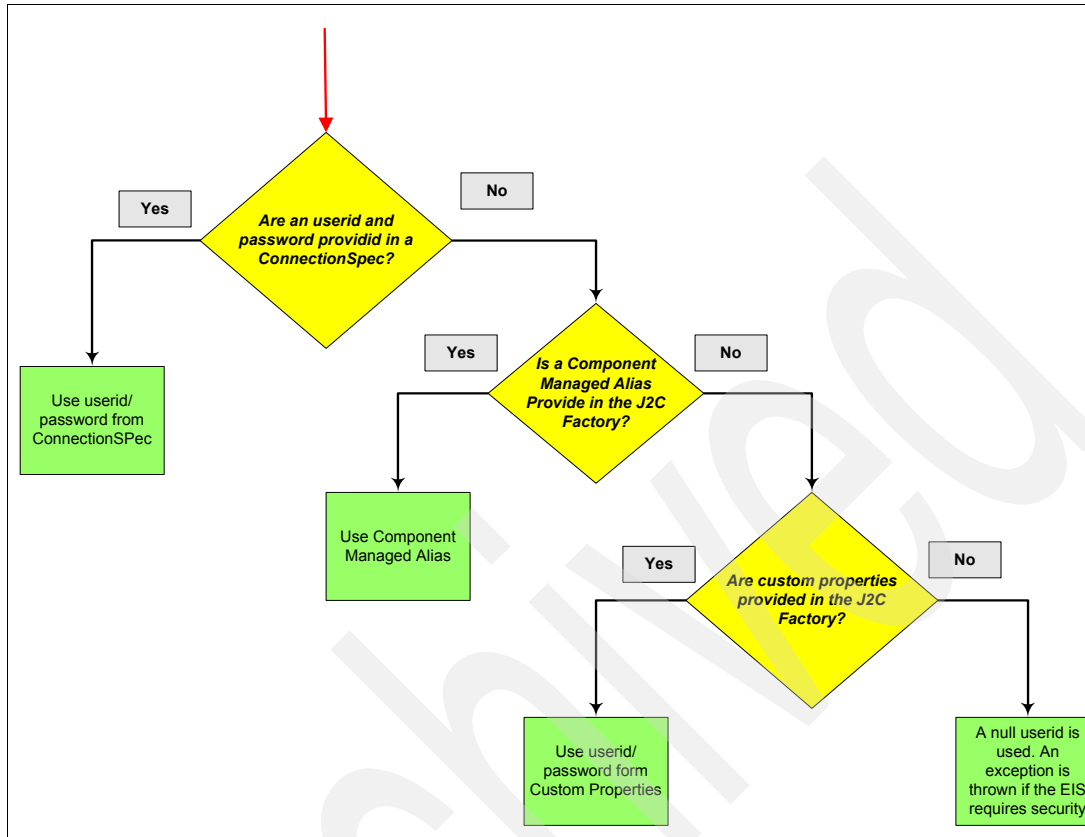 Yes
No
Are an userid and
password providid in a
ConnectionSpec?
Use userid/
password from
ConnectionSPec
Yes
No
Is a Component
Managed Alias
Provide in the J2C
Factory?
Use Component
Managed Alias
Yes
No
Are custom properties
provided in the J2C
Factory?
Use userid/
password form
Custom Properties
A null userid is
used. An
exception is
thrown if the EIS
requires security
hived